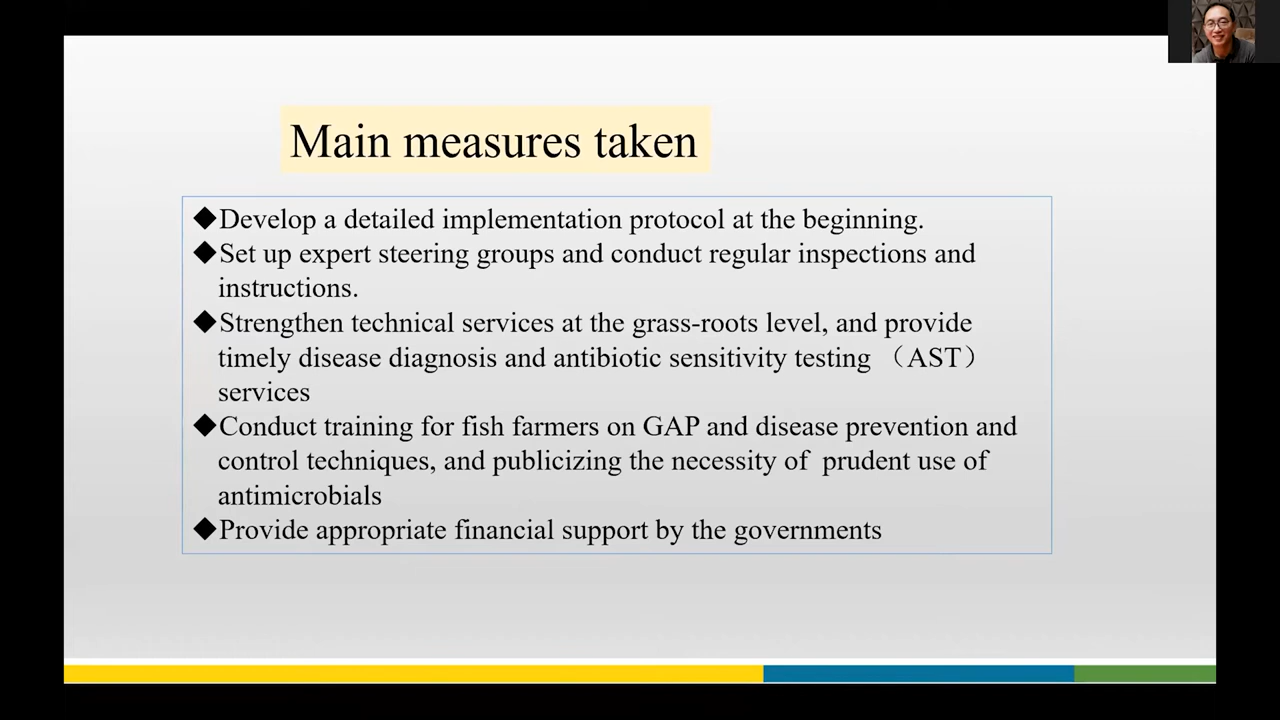 Main measures taken
◆Develop a detailed implementation protocol at the beginning.
◆Set up expert steering groups and conduct regular inspections and
instructions.
◆Strengthen technical services at the grass-roots level, and provide
timely disease diagnosis and antibiotic sensitivity testing （AST）
services
◆Conduct training for fish farmers on GAP and disease prevention and
control techniques, and publicizing the necessity of  prudent use of
antimicrobials
◆Provide appropriate financial support by the governments